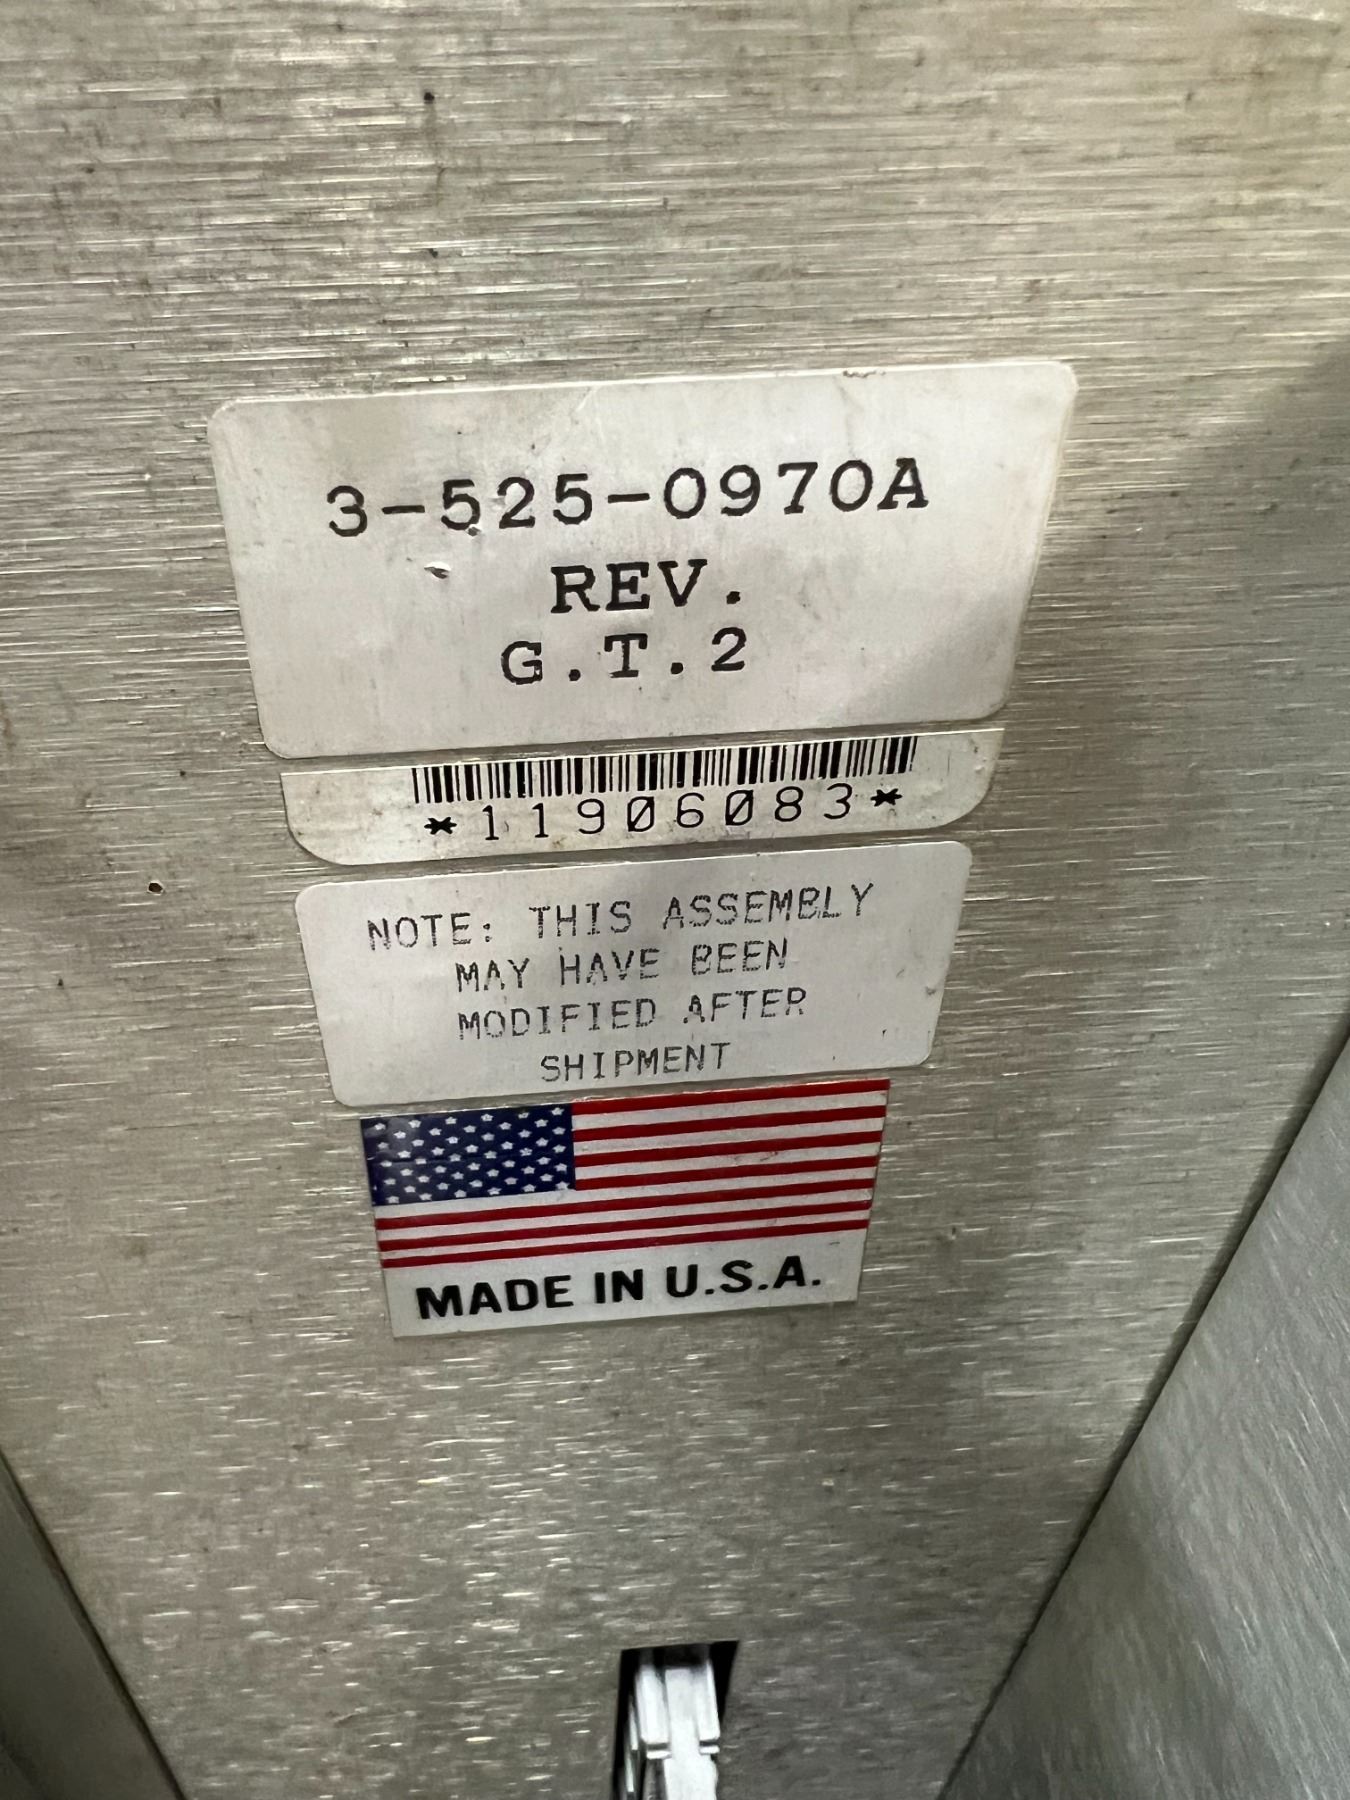 3-525-0970A
REV.
G.T.2
*11906083*
NOTE: THIS ASSEMBLY
MAY HAVE BEEN
MODIFIED AFTER
SHIPMENT
MADE IN U.S.A.